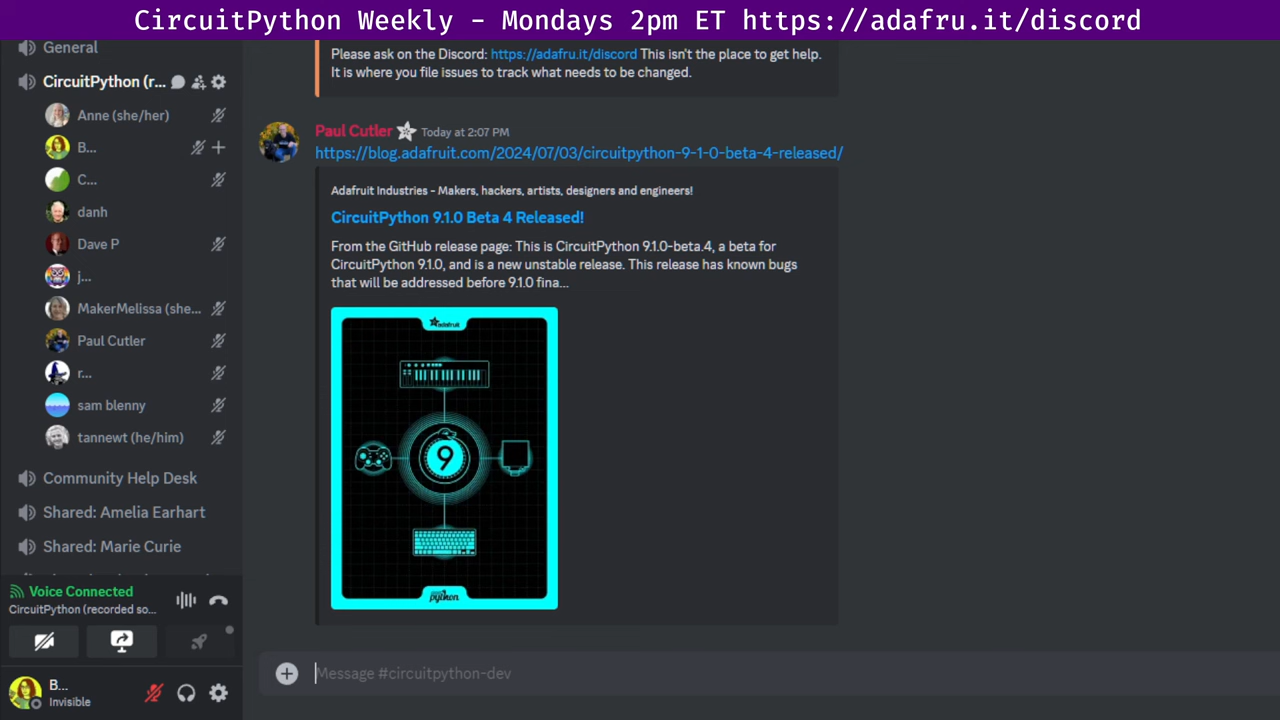 CircuitPython Weekly - Mondays 2pm ET https://adafru.it/discord
General
CircuitPython (r...
Anne (she/her)
B...
C...
danh
Dave P
j...
MakerMelissa (she...
Paul Cutler
r...
sam blenny
tannewt (he/him)
Community Help Desk
Shared: Amelia Earhart
Shared: Marie Curie
Voice Connected
CircuitPython (recorded so...
B...
Invisible
Please ask on the Discord: https://adafru.it/discord This isn't the place to get help.
It is where you file issues to track what needs to be changed.
Paul Cutler Today at 2:07 PM
https://blog.adafruit.com/2024/07/03/circuitpython-9-1-0-beta-4-released/
Adafruit Industries - Makers, hackers, artists, designers and engineers!
CircuitPython 9.1.0 Beta 4 Released!
From the GitHub release page: This is CircuitPython 9.1.0-beta.4, a beta for
CircuitPython 9.1.0, and is a new unstable release. This release has known bugs
that will be addressed before 9.1.0 fina...
adafruit
9
python
Message #circuitpython-dev